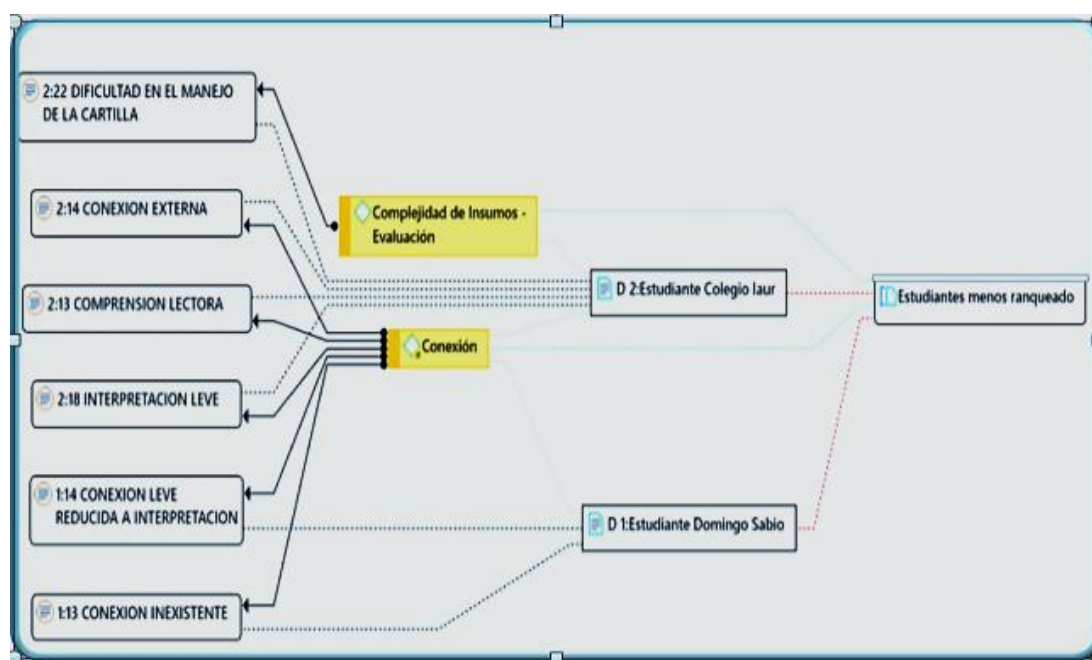 2:22 DIFICULTAD EN EL MANEJO
DE LA CARTILLA
2:14 CONEXION EXTERNA
Complejidad de Insumos -
Evaluación
2:13 COMPRENSION LECTORA
D 2:Estudiante Colegio Iaur
Estudiantes menos ranqueado
Conexión
2:18 INTERPRETACION LEVE
1:14 CONEXION LEVE
REDUCIDA A INTERPRETACION
D 1:Estudiante Domingo Sabio
1:13 CONEXION INEXISTENTE